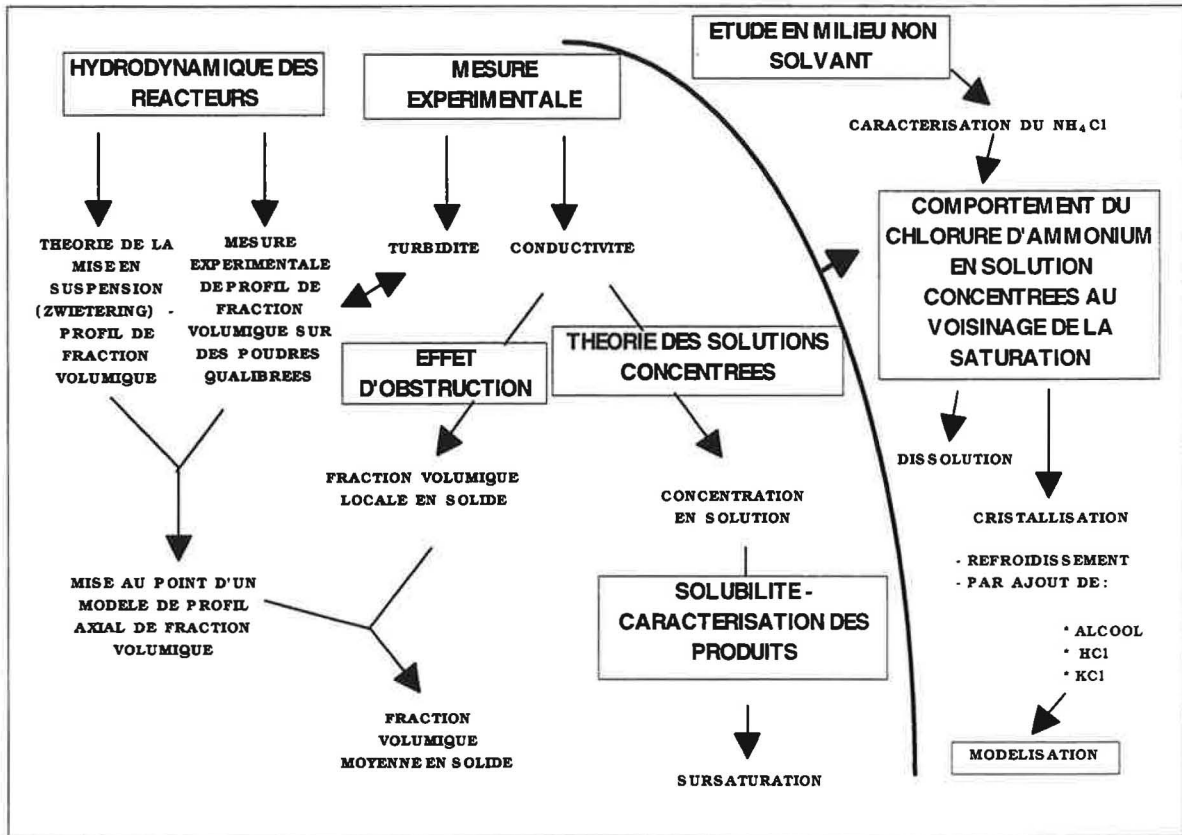 HYDRODYNAMIQUE DES
REACTEURS
MESURE
EXPERIMENTALE
ETUDE EN MILIEU NON
SOLVANT
CARACTERISATION DU NH₄Cl
THEORIE DE LA
MISE EN
SUSPENSION
(ZWIETERING) -
PROFIL DE
FRACTION
VOLUMIQUE
MESURE
EXPERIMENTALE
DE PROFIL DE
FRACTION
VOLUMIQUE SUR
DES POUDRES
QUALIBREES
TURBIDITE
CONDUCTIVITE
COMPORTEMENT DU
CHLORURE D'AMMONIUM
EN SOLUTION
CONCENTREES AU
VOISINAGE DE LA
SATURATION
EFFET
D'OBSTRUCTION
THEORIE DES SOLUTIONS
CONCENTREES
DISSOLUTION
FRACTION VOLUMIQUE
LOCALE EN SOLIDE
CONCENTRATION
EN SOLUTION
CRISTALLISATION
- REFROIDISSEMENT
- PAR AJOUT DE :
* ALCOOL
* HCl
* KCl
MISE AU POINT D'UN
MODELE DE PROFIL
AXIAL DE FRACTION
VOLUMIQUE
SOLUBILITE -
CARACTERISATION DES
PRODUITS
FRACTION
VOLUMIQUE
MOYENNE EN SOLIDE
SURSATURATION
MODELISATION